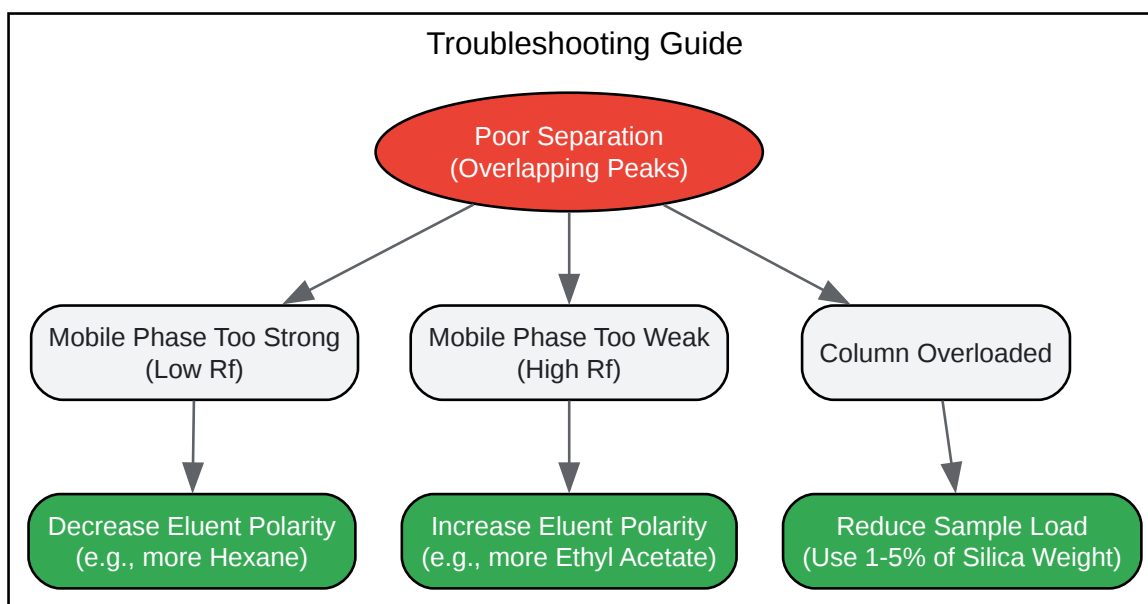 Troubleshooting Guide
Poor Separation
(Overlapping Peaks)
Mobile Phase Too Strong
(Low Rf)
Mobile Phase Too Weak
(High Rf)
Column Overloaded
Decrease Eluent Polarity
(e.g., more Hexane)
Increase Eluent Polarity
(e.g., more Ethyl Acetate)
Reduce Sample Load
(Use 1-5% of Silica Weight)